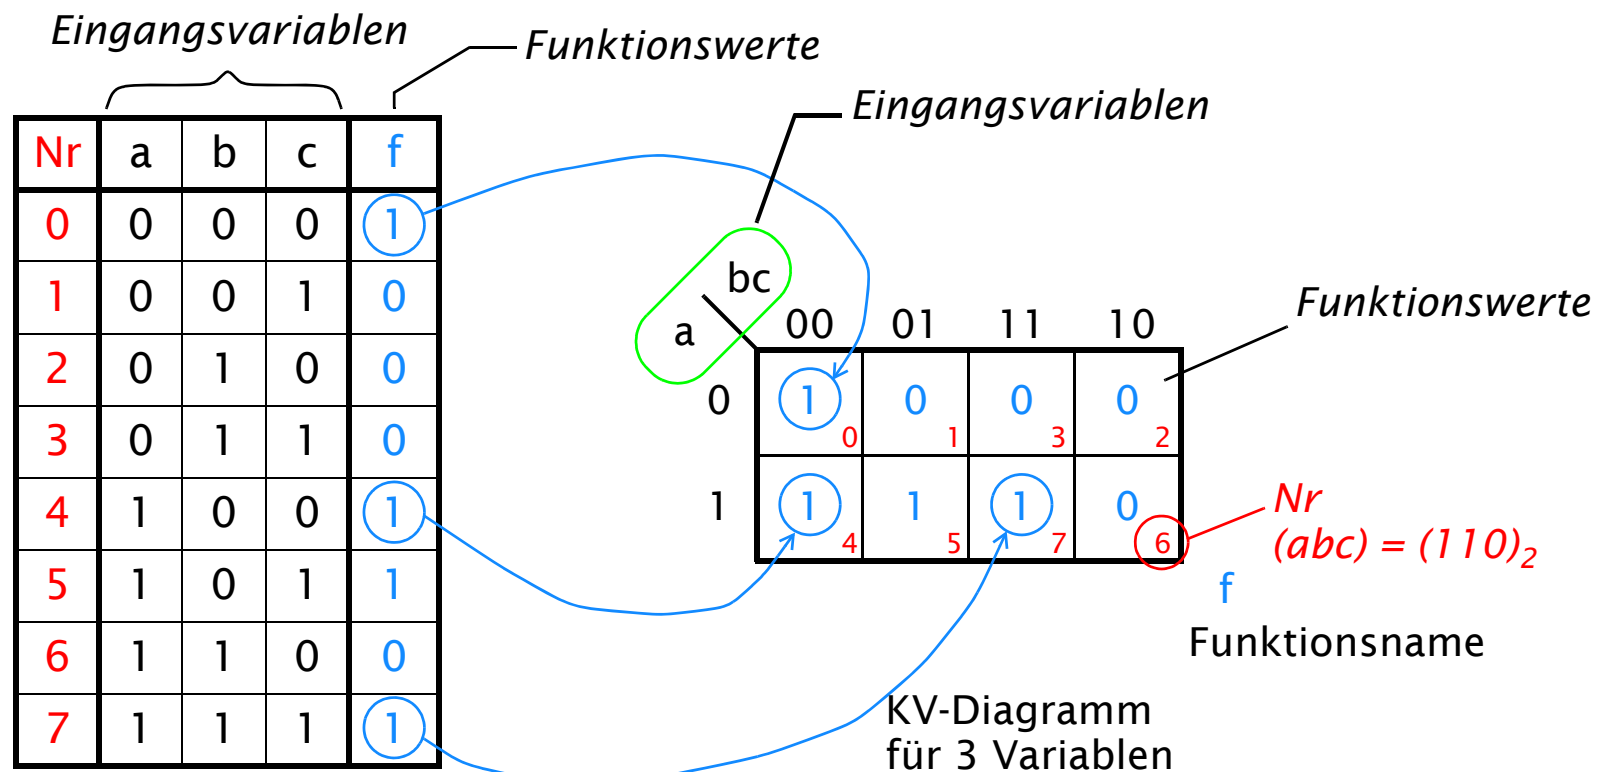 Eingangsvariablen
Funktionswerte
Nr a b c f
0 0 0 0 1
1 0 0 1 0
2 0 1 0 0
3 0 1 1 0
4 1 0 0 1
5 1 0 1 1
6 1 1 0 0
7 1 1 1 1
Eingangsvariablen
bc
a
00 01 11 10
Funktionswerte
0 1 0 0 0
0 1 3 2
1 1 1 1 0
4 5 7 6
Nr
(abc) = (110)₂
f
Funktionsname
KV-Diagramm
für 3 Variablen